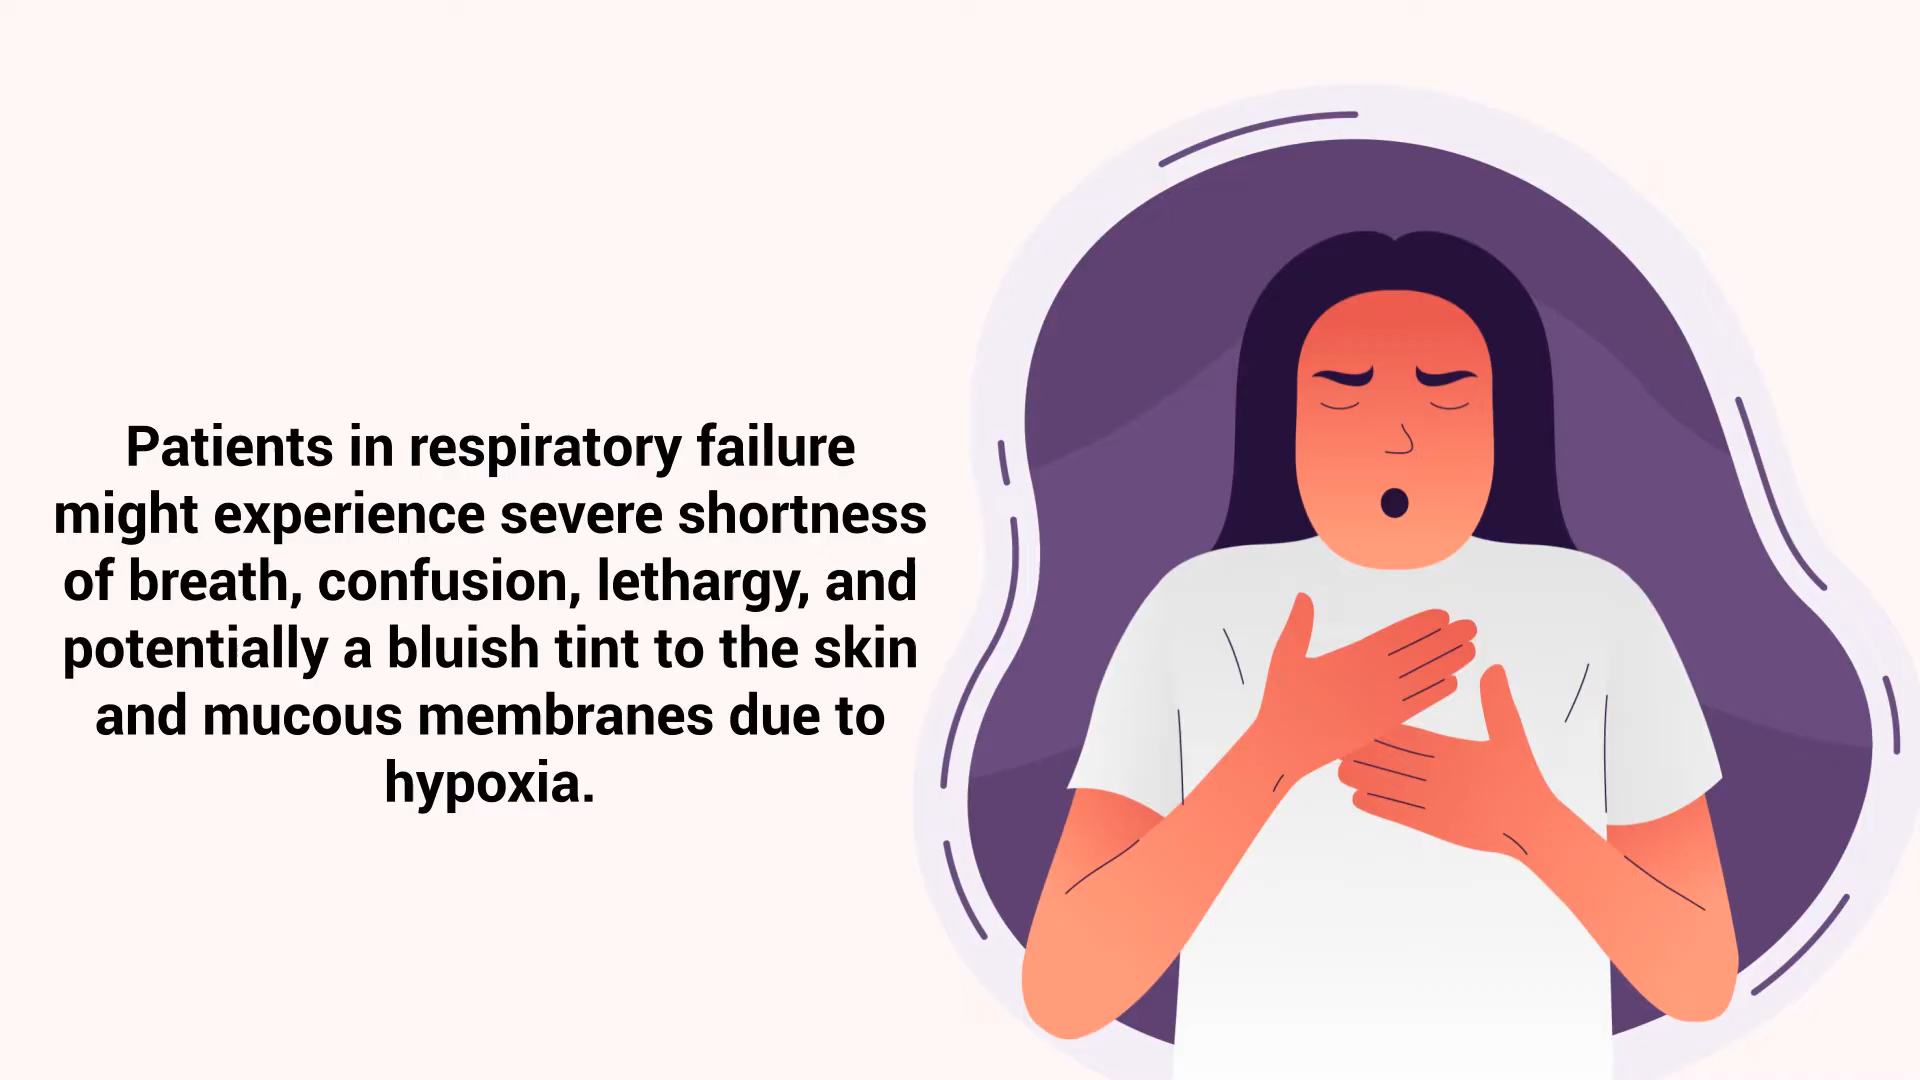 Patients in respiratory failure
might experience severe shortness
of breath, confusion, lethargy, and
potentially a bluish tint to the skin
and mucous membranes due to
hypoxia.